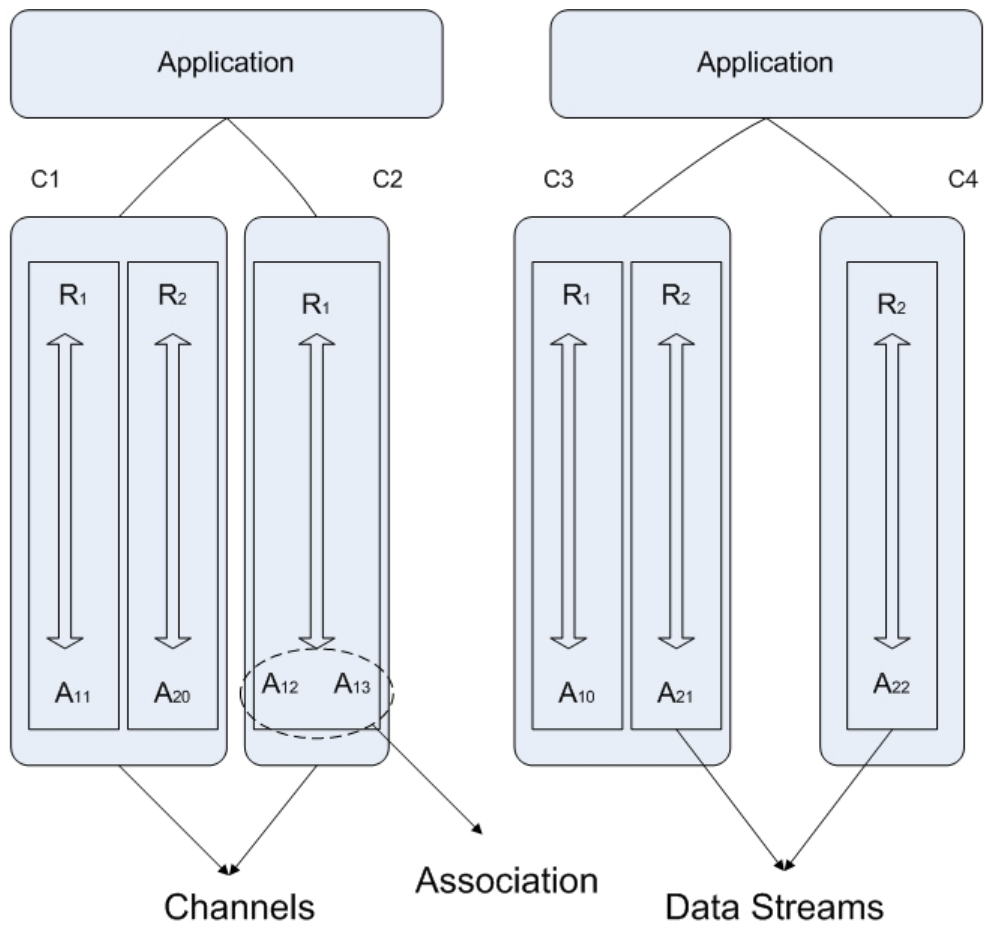 Application
Application
C1
C2
C3
C4
R1
R2
R1
R1
R2
R2
A11
A20
A12
A13
A10
A21
A22
Association
Channels
Data Streams